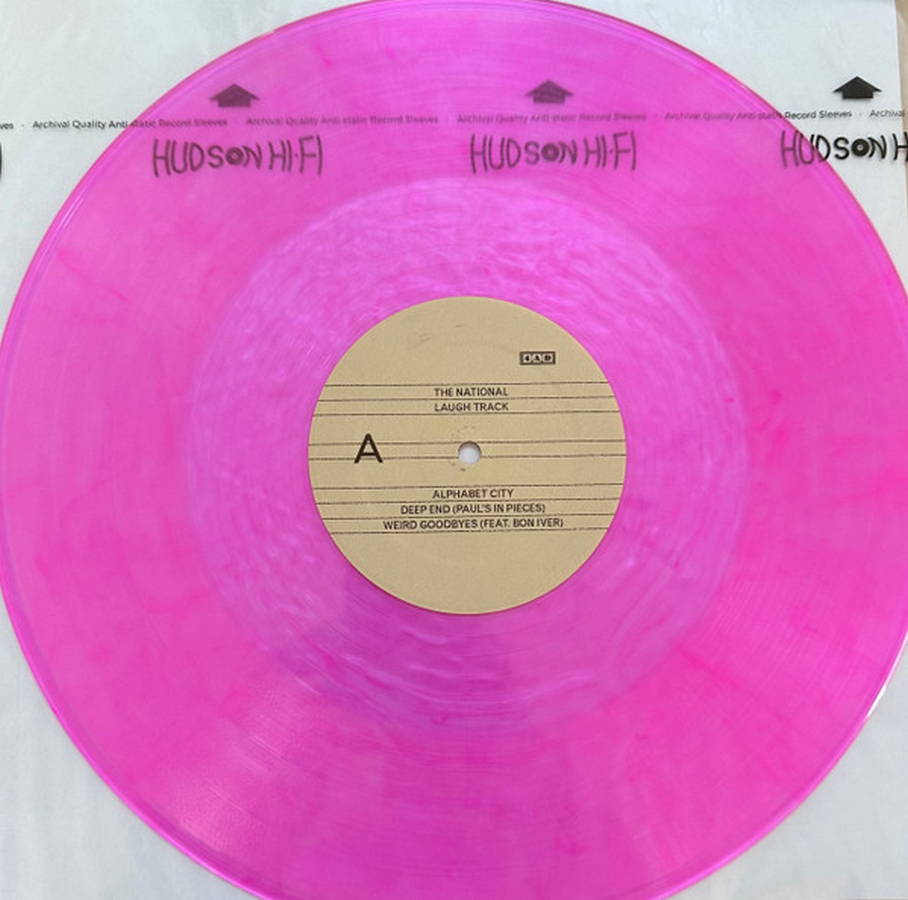 ves · Archival Quality Anti-static Record Sleeves · Archival Quality Anti-static Record Sleeves · Archival Quality Anti-static Record Sleeves · Archival Quality Anti-static Record Sleeves · Archival
HUDSON HI-FI HUDSON HI-FI HUDSON H
4AD
THE NATIONAL
LAUGH TRACK
A
ALPHABET CITY
DEEP END (PAUL'S IN PIECES)
WEIRD GOODBYES (FEAT. BON IVER)